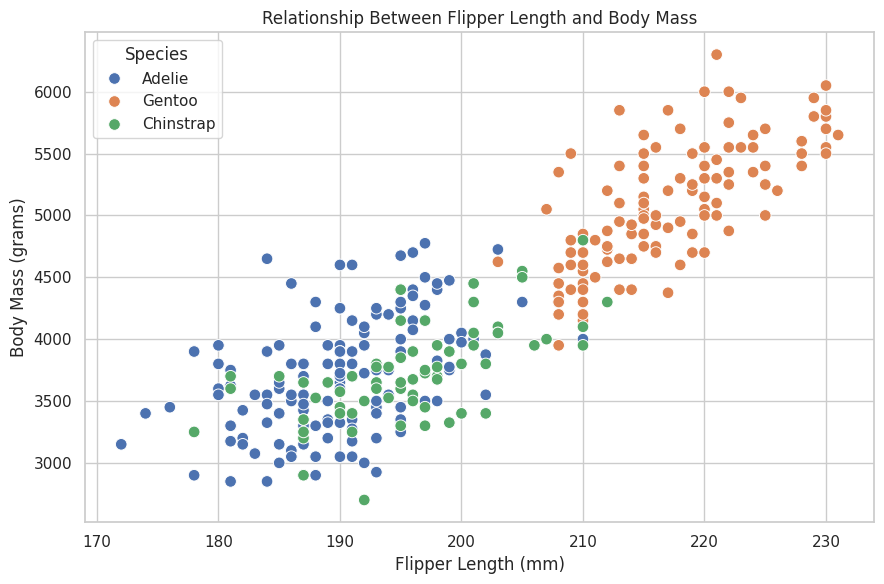 Relationship Between Flipper Length and Body Mass
Species
Adelie
Gentoo
Chinstrap
Body Mass (grams)
6000
5500
5000
4500
4000
3500
3000
170 180 190 200 210 220 230
Flipper Length (mm)